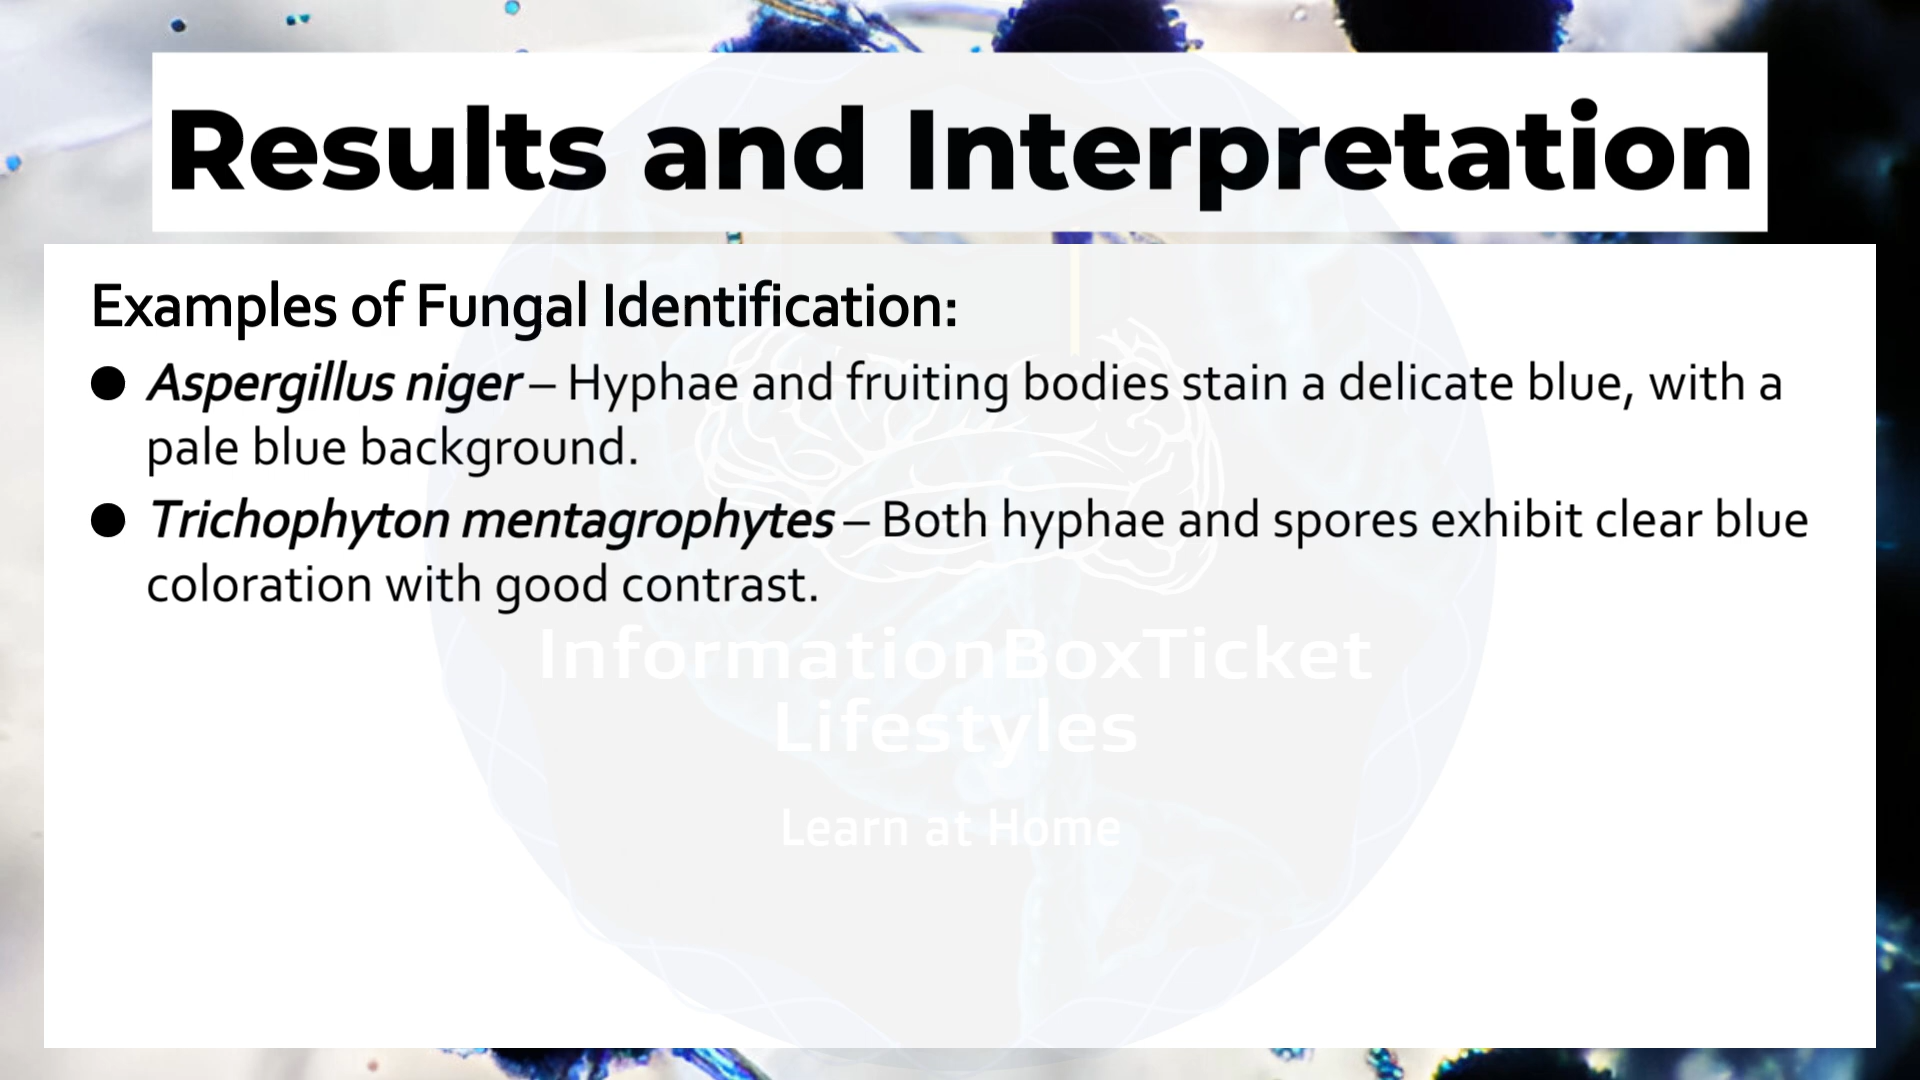 Results and Interpretation
Examples of Fungal Identification:
● Aspergillus niger – Hyphae and fruiting bodies stain a delicate blue, with a
pale blue background.
● Trichophyton mentagrophytes – Both hyphae and spores exhibit clear blue
coloration with good contrast.
InformationBoxTicket
Lifestyles
Learn at Home